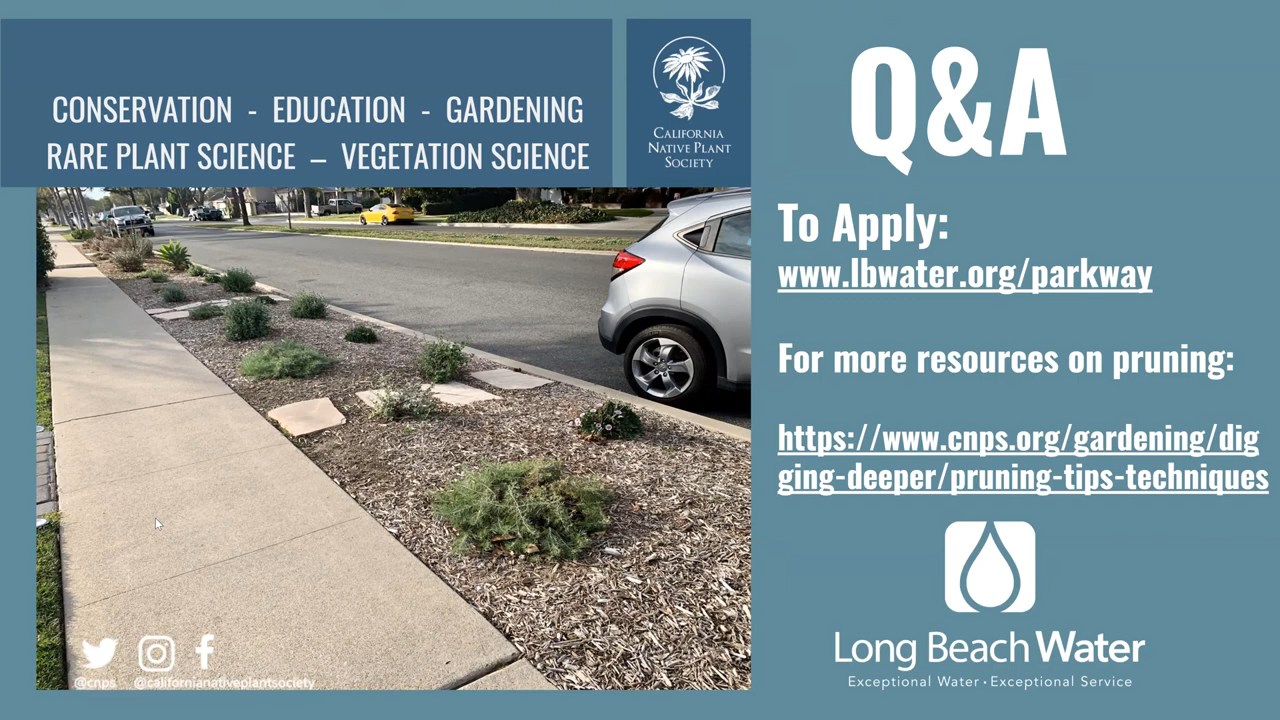 CONSERVATION - EDUCATION - GARDENING
RARE PLANT SCIENCE – VEGETATION SCIENCE
CALIFORNIA
NATIVE PLANT
SOCIETY
Q&A
To Apply:
www.lbwater.org/parkway
For more resources on pruning:
https://www.cnps.org/gardening/dig
ging-deeper/pruning-tips-techniques
@cnps @californianativeplantsociety
Long Beach Water
Exceptional Water · Exceptional Service